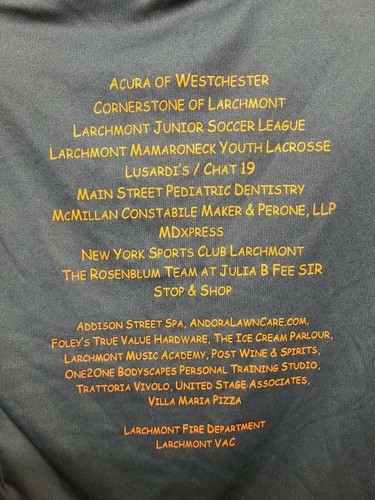 ACURA OF WESTCHESTER
CORNERSTONE OF LARCHMONT
LARCHMONT JUNIOR SOCCER LEAGUE
LARCHMONT MAMARONECK YOUTH LACROSSE
LUSARDI'S / CHAT 19
MAIN STREET PEDIATRIC DENTISTRY
MCMILLAN CONSTABILE MAKER & PERONE, LLP
MDXPRESS
NEW YORK SPORTS CLUB LARCHMONT
THE ROSENBLUM TEAM AT JULIA B FEE SIR
STOP & SHOP
ADDISON STREET SPA, ANDORALAWNCARE.COM,
FOLEY'S TRUE VALUE HARDWARE, THE ICE CREAM PARLOUR,
LARCHMONT MUSIC ACADEMY, POST WINE & SPIRITS,
ONE2ONE BODYSCAPES PERSONAL TRAINING STUDIO,
TRATTORIA VIVOLO, UNITED STAGE ASSOCIATES,
VILLA MARIA PIZZA
LARCHMONT FIRE DEPARTMENT
LARCHMONT VAC